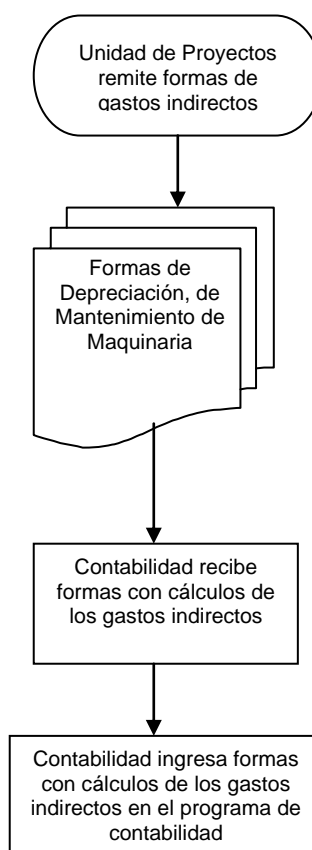 Unidad de Proyectos
remite formas de
gastos indirectos
Formas de
Depreciación, de
Mantenimiento de
Maquinaria
Contabilidad recibe
formas con cálculos de
los gastos indirectos
Contabilidad ingresa formas
con cálculos de los gastos
indirectos en el programa de
contabilidad